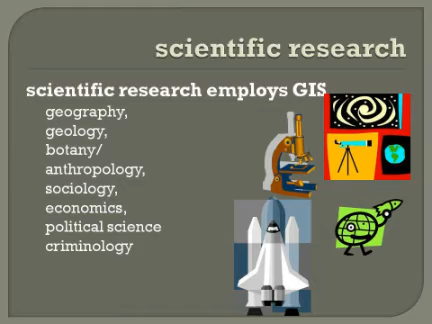 scientific research
scientific research employs GIS
geography,
geology,
botany/
anthropology,
sociology,
economics,
political science
criminology